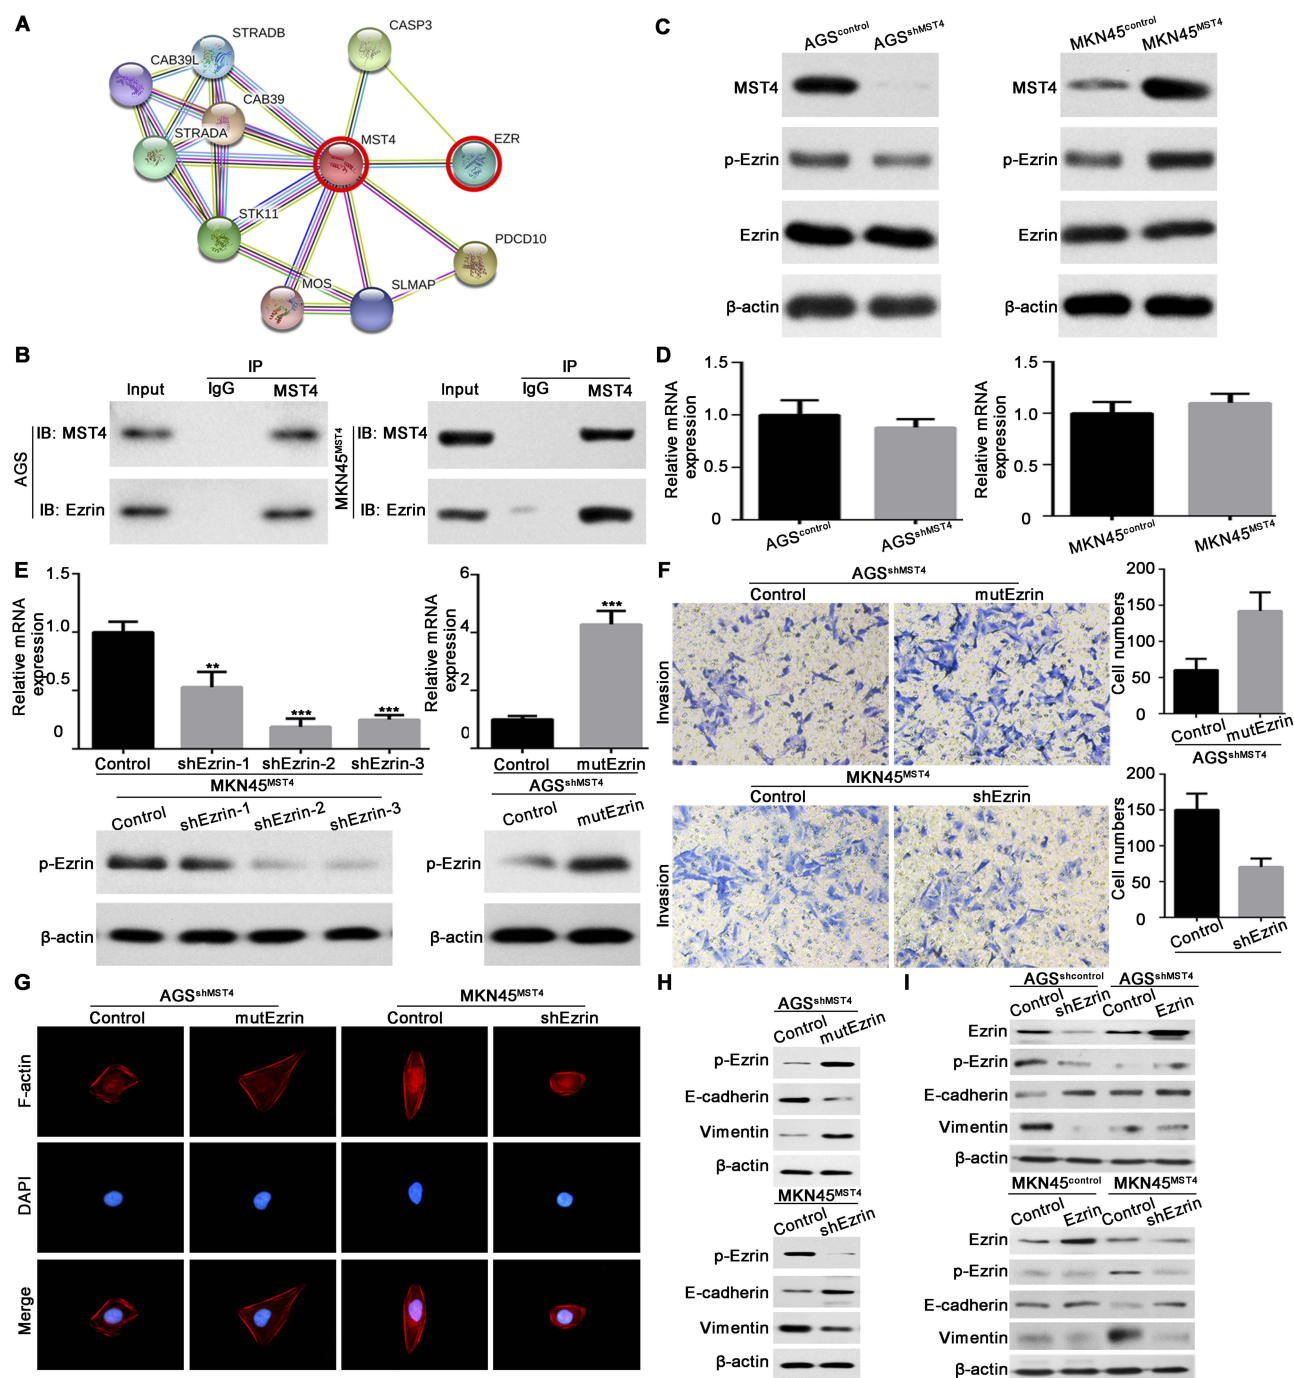 A
STRADB
CASP3
CAB39L
CAB39
STRADA
MST4
EZR
STK11
PDCD10
MOS
SLMAP
B
IP
Input IgG MST4
AGS
IB: MST4
IB: Ezrin
IP
Input IgG MST4
MKN45MST4
IB: MST4
IB: Ezrin
C
AGScontrol AGSshMST4
MST4
p-Ezrin
Ezrin
β-actin
MKN45control MKN45MST4
MST4
p-Ezrin
Ezrin
β-actin
D
Relative mRNA
expression
1.5
1.0
0.5
0
AGScontrol AGSshMST4
Relative mRNA
expression
1.5
1.0
0.5
0
MKN45control MKN45MST4
E
Relative mRNA
expression
1.5
1.0
0.5
0
** *** ***
Control shEzrin-1 shEzrin-2 shEzrin-3
MKN45MST4
Control shEzrin-1 shEzrin-2 shEzrin-3
p-Ezrin
β-actin
Relative mRNA
expression
6
4
2
0
***
Control mutEzrin
AGSshMST4
Control mutEzrin
p-Ezrin
β-actin
F
AGSshMST4
Control mutEzrin
Invasion
Cell numbers
200
150
100
50
0
Control mutEzrin
AGSshMST4
MKN45MST4
Control shEzrin
Invasion
Cell numbers
200
150
100
50
0
Control shEzrin
G
AGSshMST4 MKN45MST4
Control mutEzrin Control shEzrin
F-actin
DAPI
Merge
H
AGSshMST4
Control mutEzrin
p-Ezrin
E-cadherin
Vimentin
β-actin
MKN45MST4
Control shEzrin
p-Ezrin
E-cadherin
Vimentin
β-actin
I
AGSshcontrol AGSshMST4
Control shEzrin Control Ezrin
Ezrin
p-Ezrin
E-cadherin
Vimentin
β-actin
MKN45control MKN45MST4
Control Ezrin Control shEzrin
Ezrin
p-Ezrin
E-cadherin
Vimentin
β-actin